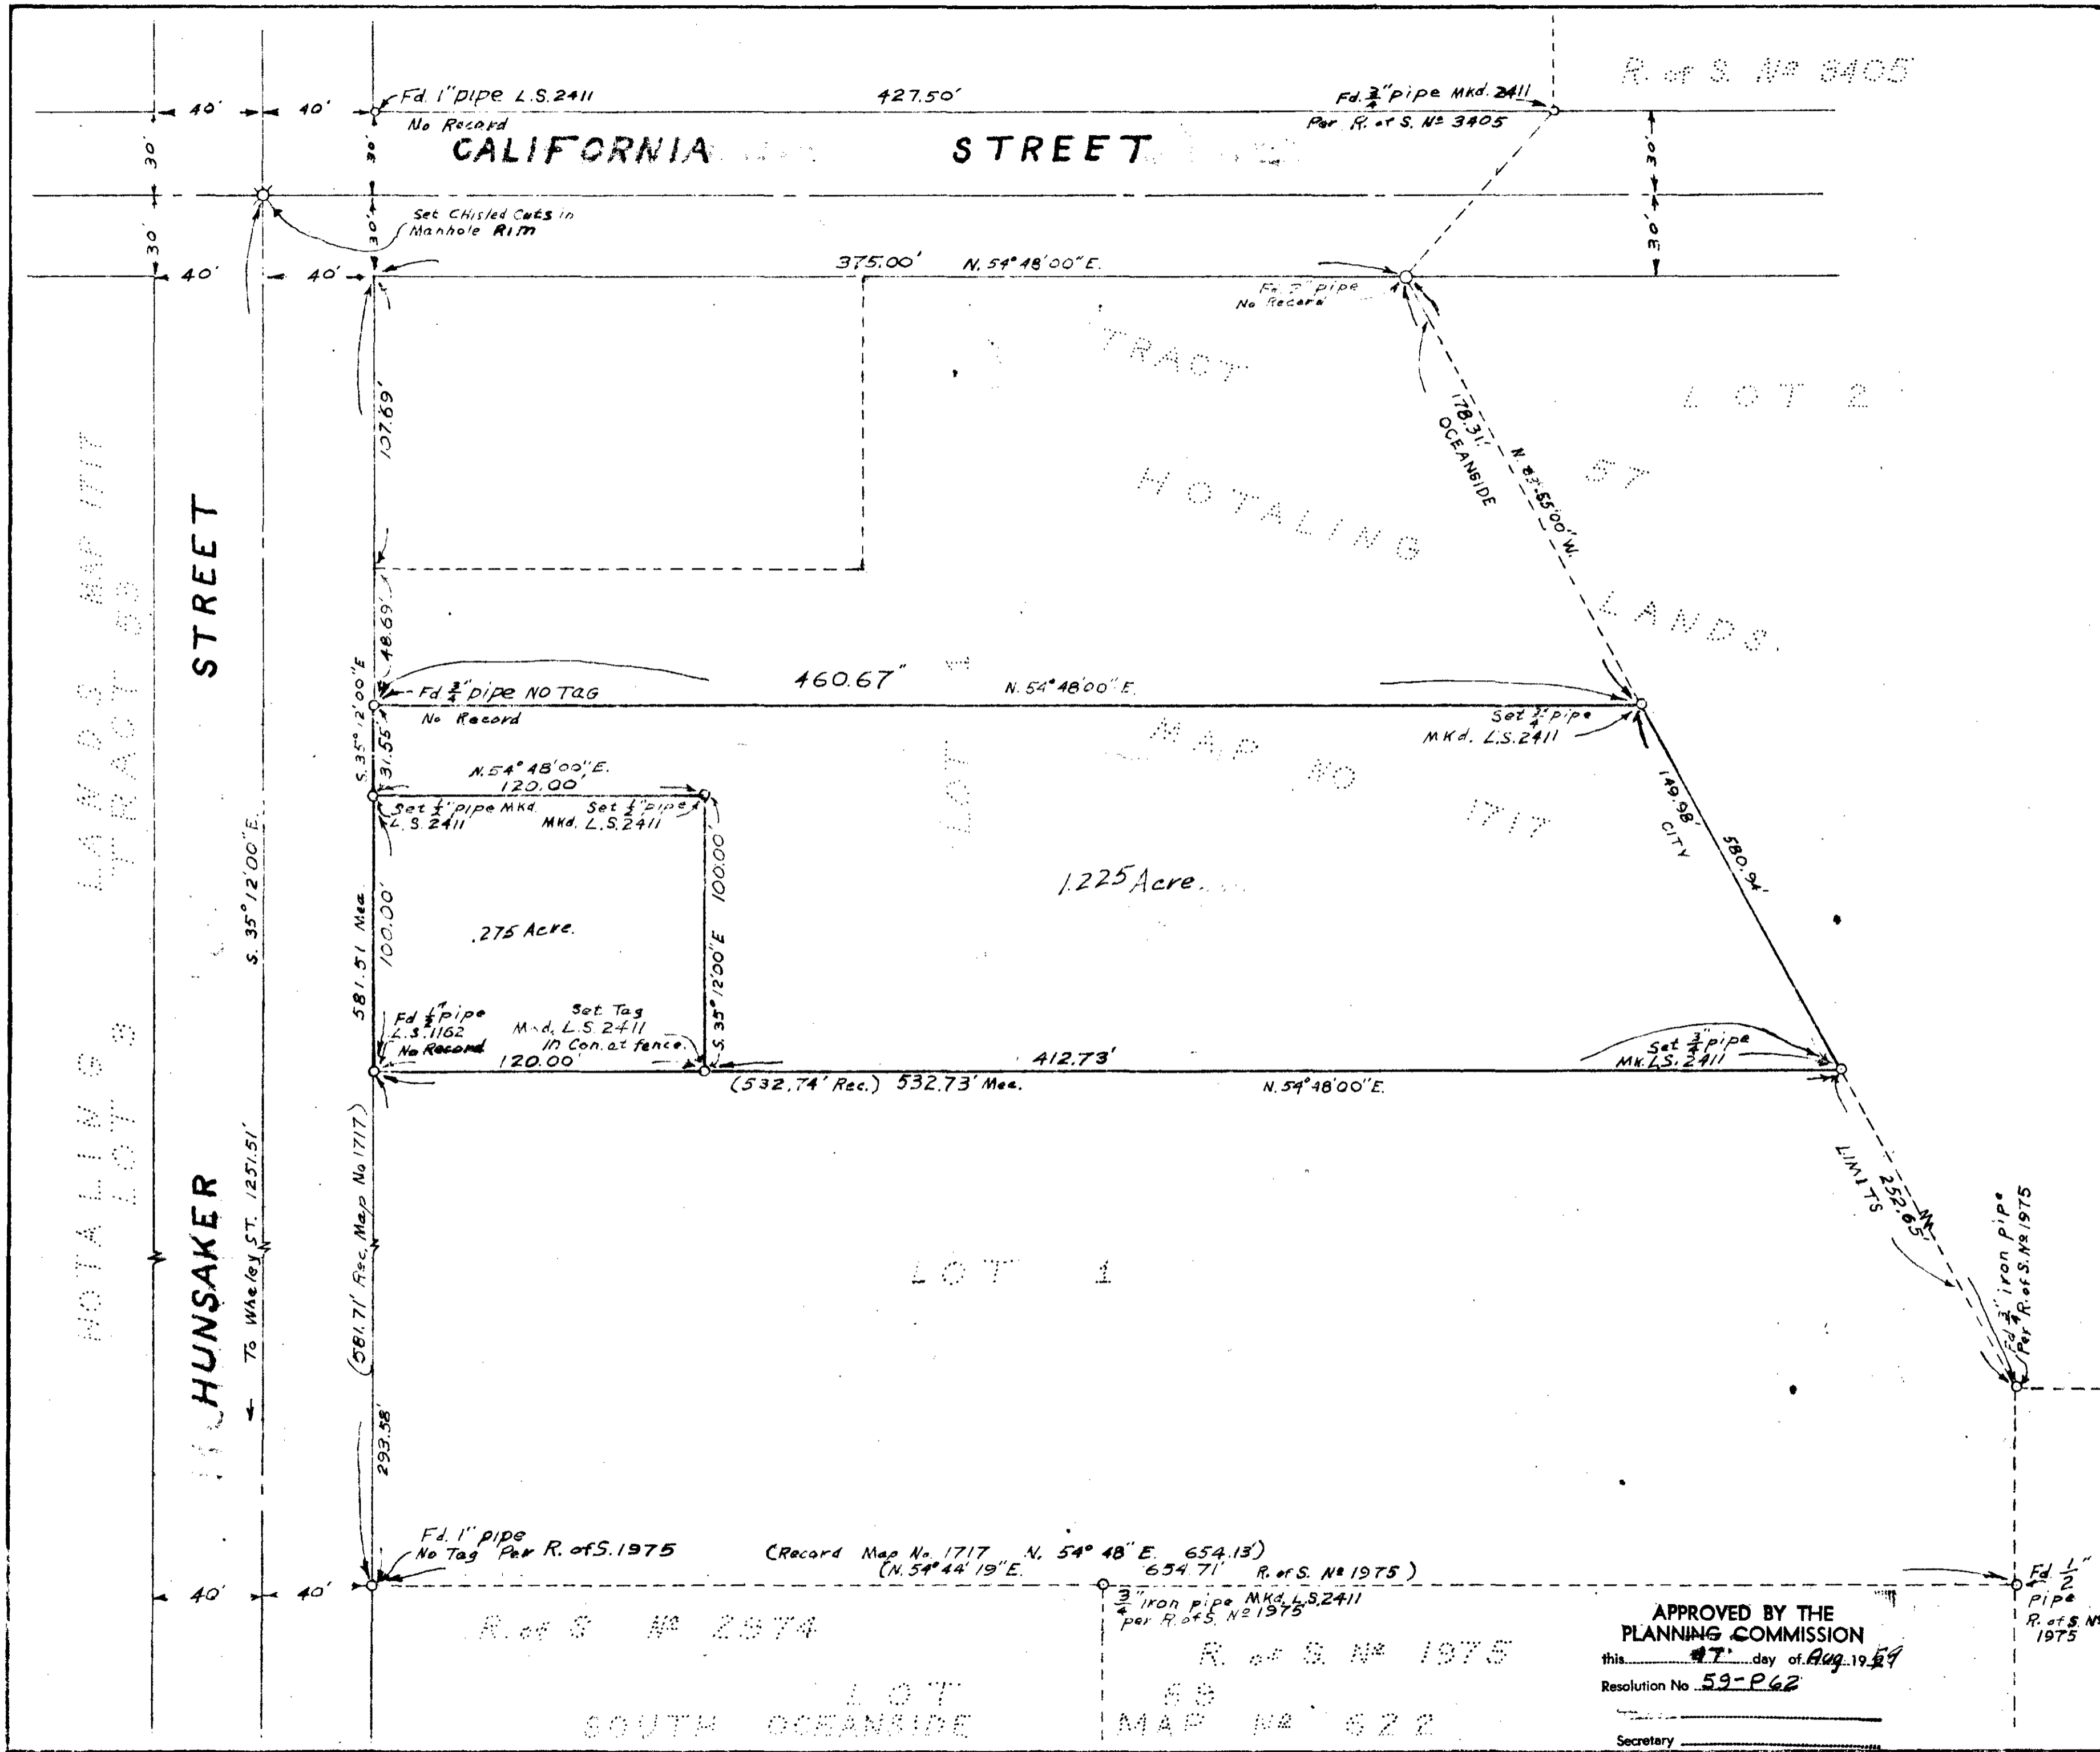 R. of S. Nº 3405
40'
40'
Fd. 1" pipe L.S. 2411
No Record
427.50'
Fd. 3/4" pipe Mkd. 2411
Per R. of S. Nº 3405
30'
30'
CALIFORNIA STREET
30'
Set CHisled Cuts in
Manhole RIM
30'
30'
30'
40'
40'
375.00' N. 54° 48' 00" E.
pipe
No Record
TRACT
57
HOTALING
LANDS.
MAP NO
1717
LOT 2
107.69'
178.31'
OCEANSIDE
HOTALING LANDS MAP 1717
LOT 3 TRACT 59
HUNSAKER STREET
S. 35° 12' 00" E.
To Wheley ST. 1251.51'
48.69'
S. 35° 12' 00" E
460.67"
N. 54° 48' 00" E.
Fd. 3/4" pipe NO TAG
No Record
Set 3/4" pipe
MKd. L.S. 2411
31.55'
N. 54° 48' 00" E.
120.00'
Set 1/2" pipe MKd.
L.S. 2411
Set 1/2" pipe
MKd. L.S. 2411
LOT 1
149.98'
CITY
580.94'
100.00'
1.225 Acre.
100.00'
.275 Acre.
581.51 Mea
S. 35° 12' 00" E
Fd 1/2" pipe
L.S. 1162
No Record
Set Tag
Mkd. L.S. 2411
in Con. at fence.
120.00'
412.73'
Set 3/4" pipe
MK. L.S. 2411
(532.74' Rec.) 532.73' Mea.
N. 54° 48' 00" E.
(581.71' Rec. Map No 1717)
LIMITS
252.65'
Fd 3/4" iron pipe
Per R. of S. Nº 1975
LOT 1
293.58'
Fd. 1" pipe
No Tag Per R. of S. 1975
(Record Map No. 1717 N. 54° 48" E. 654.13')
(N. 54° 44' 19" E. 654.71' R. of S. Nº 1975)
40'
40'
3/4" iron pipe MKd. L.S. 2411
per R. of S. Nº 1975
Fd. 1/2"
pipe
R. of S. Nº
1975
R. of S Nº 2974
R. of S. Nº 1975
LOT
SOUTH OCEANSIDE MAP Nº 622
APPROVED BY THE
PLANNING COMMISSION
this day of Aug. 19 59
Resolution No. 59-P62
Secretary